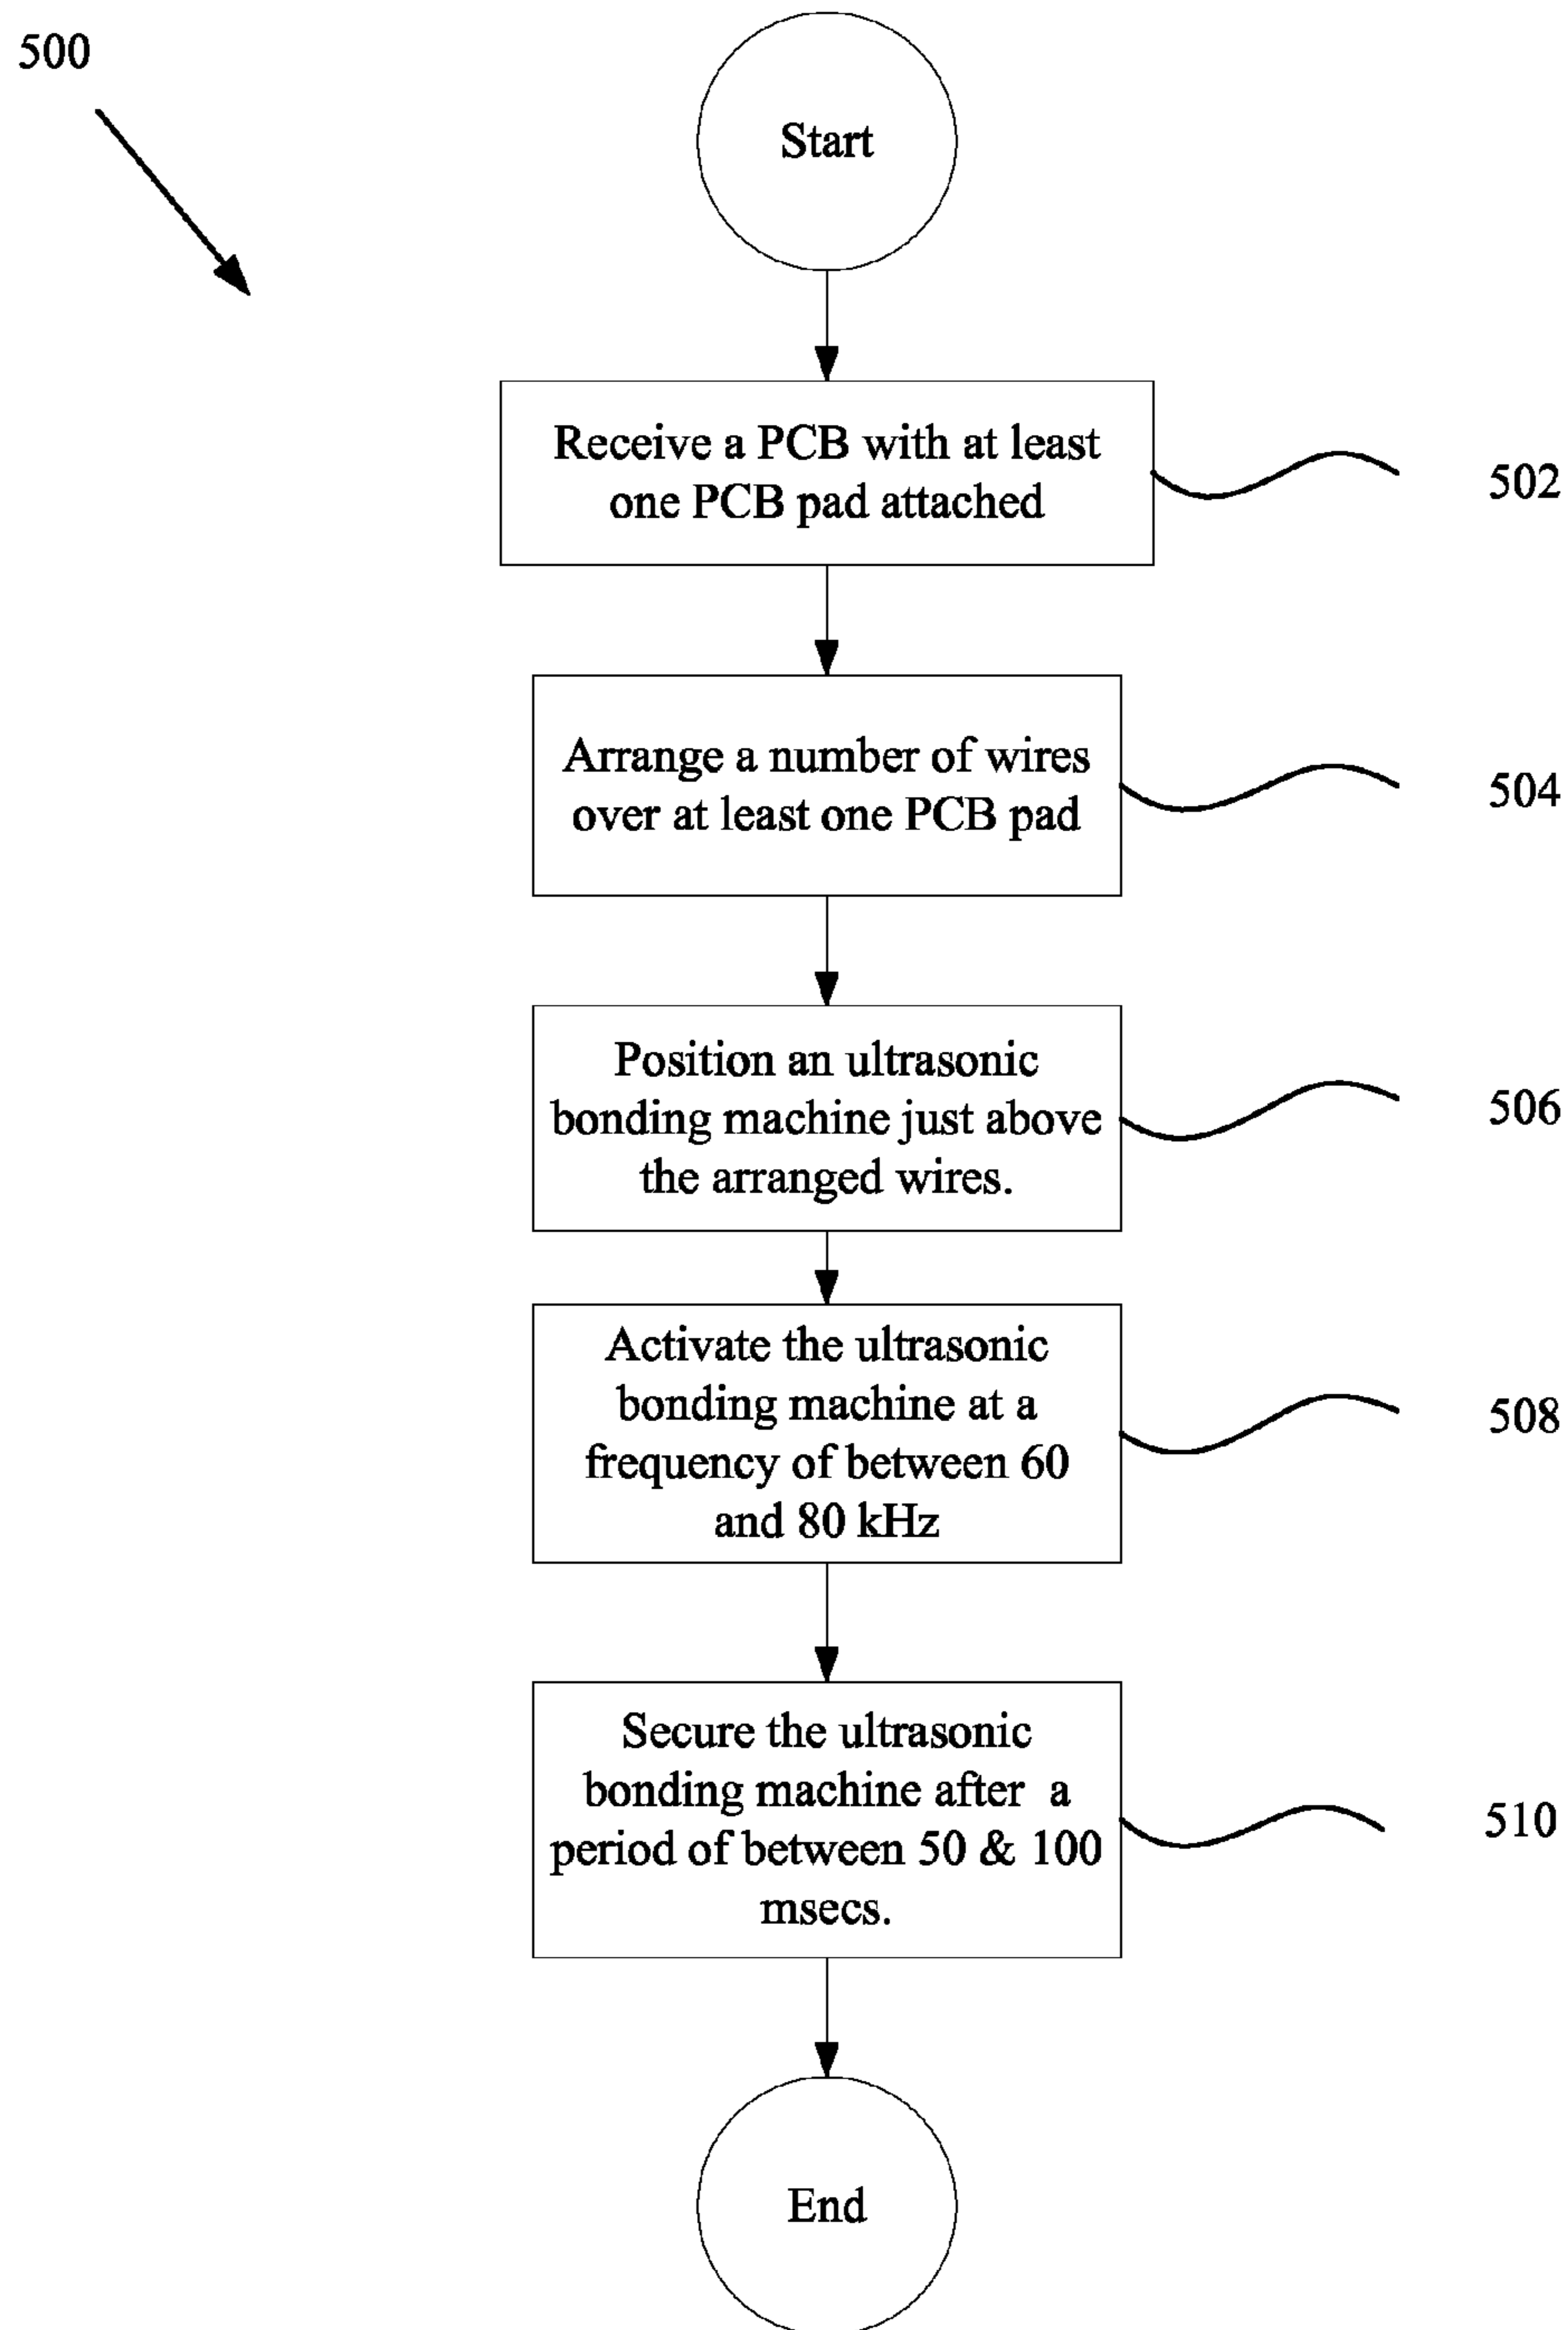 500
Start
Receive a PCB with at least
one PCB pad attached
502
Arrange a number of wires
over at least one PCB pad
504
Position an ultrasonic
bonding machine just above
the arranged wires.
506
Activate the ultrasonic
bonding machine at a
frequency of between 60
and 80 kHz
508
Secure the ultrasonic
bonding machine after  a
period of between 50 & 100
msecs.
510
End